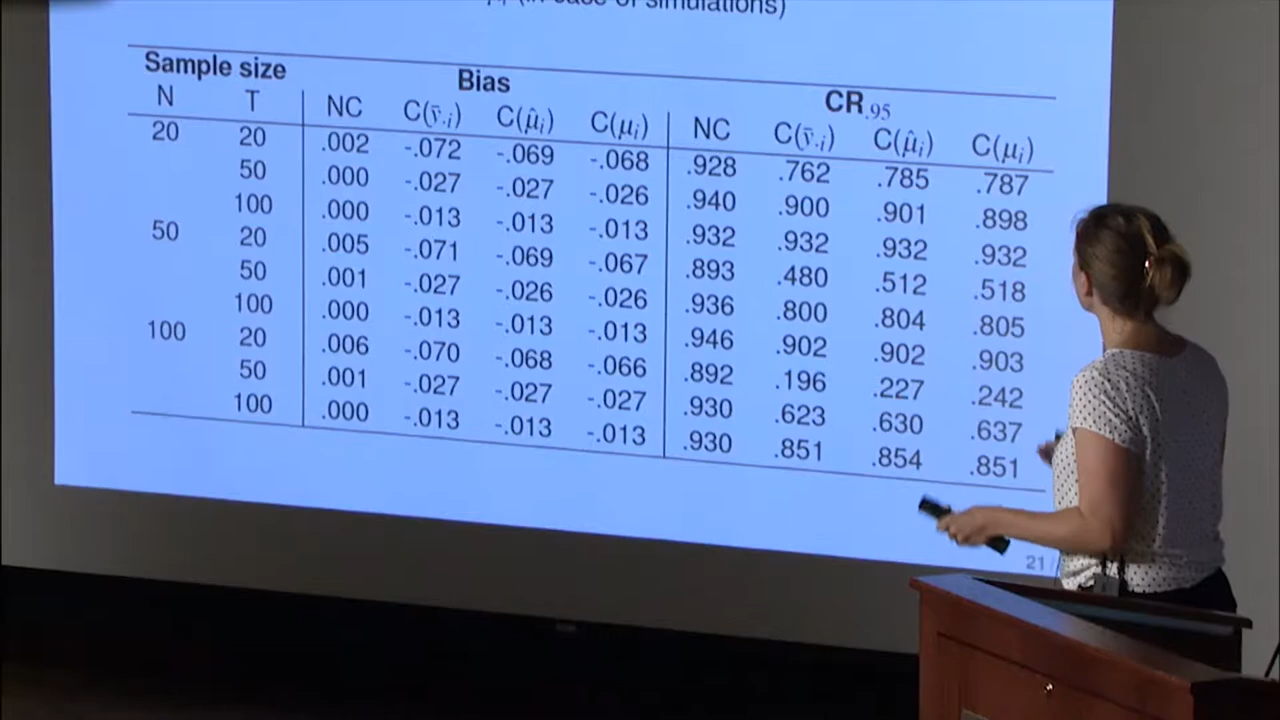 (in case of simulations)
Sample size Bias CR.95
N T NC C(ȳ.ᵢ) C(μ̂ᵢ) C(μᵢ) NC C(ȳ.ᵢ) C(μ̂ᵢ) C(μᵢ)
20 20 .002 -.072 -.069 -.068 .928 .762 .785 .787
50 .000 -.027 -.027 -.026 .940 .900 .901 .898
100 .000 -.013 -.013 -.013 .932 .932 .932 .932
50 20 .005 -.071 -.069 -.067 .893 .480 .512 .518
50 .001 -.027 -.026 -.026 .936 .800 .804 .805
100 .000 -.013 -.013 -.013 .946 .902 .902 .903
100 20 .006 -.070 -.068 -.066 .892 .196 .227 .242
50 .001 -.027 -.027 -.027 .930 .623 .630 .637
100 .000 -.013 -.013 -.013 .930 .851 .854 .851
21